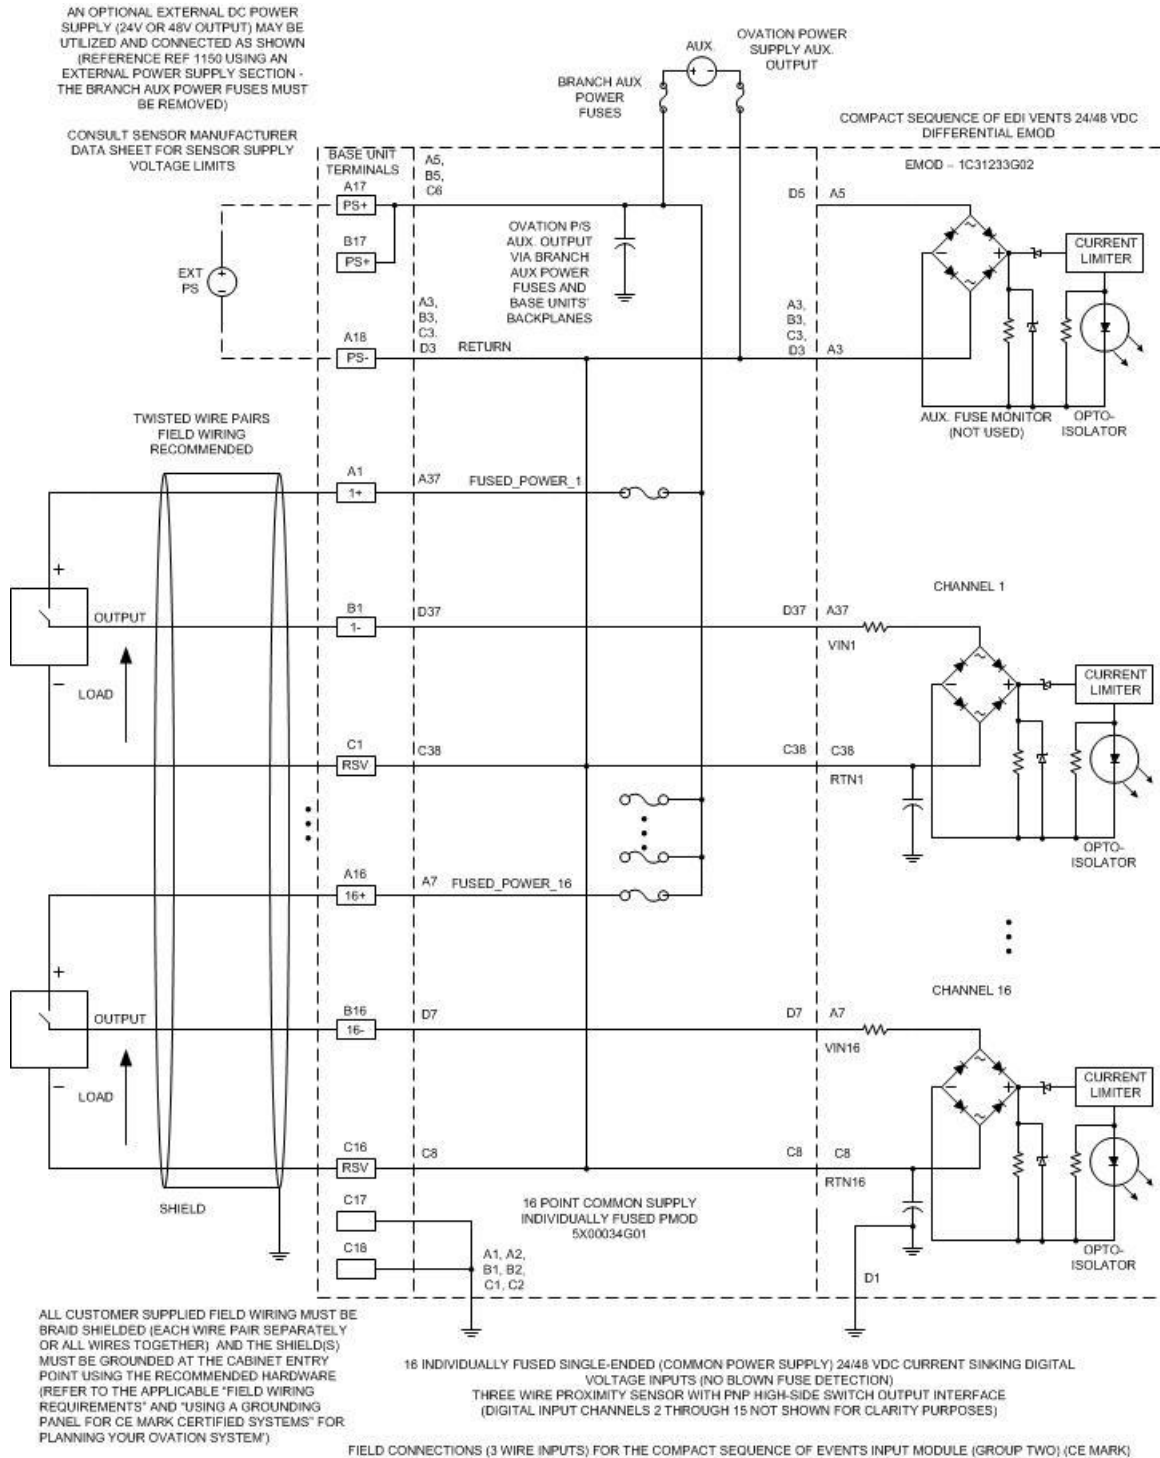 AN OPTIONAL EXTERNAL DC POWER
SUPPLY (24V OR 48V OUTPUT) MAY BE
UTILIZED AND CONNECTED AS SHOWN
(REFERENCE REF 1150 USING AN
EXTERNAL POWER SUPPLY SECTION -
THE BRANCH AUX POWER FUSES MUST
BE REMOVED)
CONSULT SENSOR MANUFACTURER
DATA SHEET FOR SENSOR SUPPLY
VOLTAGE LIMITS
AUX.
+ -
OVATION POWER
SUPPLY AUX.
OUTPUT
BRANCH AUX
POWER
FUSES
COMPACT SEQUENCE OF EDI VENTS 24/48 VDC
DIFFERENTIAL EMOD
EMOD – 1C31233G02
BASE UNIT
TERMINALS
A17
PS+
A5,
B5,
C6
D5
A5
B17
PS+
OVATION P/S
AUX. OUTPUT
VIA BRANCH
AUX POWER
FUSES AND
BASE UNITS'
BACKPLANES
EXT
PS
+
-
~
-
+
~
CURRENT
LIMITER
A3,
B3,
C3.
D3
RETURN
A18
PS-
A3,
B3,
C3,
D3
A3
AUX. FUSE MONITOR
(NOT USED)
OPTO-
ISOLATOR
TWISTED WIRE PAIRS
FIELD WIRING
RECOMMENDED
A1
1+
A37
FUSED_POWER_1
+
OUTPUT
B1
1-
D37
D37
A37
VIN1
CHANNEL 1
–
LOAD
~
-
+
~
CURRENT
LIMITER
C1
RSV
C38
C38
C38
RTN1
OPTO-
ISOLATOR
A16
16+
A7
FUSED_POWER_16
+
OUTPUT
B16
16-
D7
D7
A7
VIN16
CHANNEL 16
–
LOAD
~
-
+
~
CURRENT
LIMITER
C16
RSV
C8
C8
C8
RTN16
OPTO-
ISOLATOR
SHIELD
C17
C18
A1, A2,
B1, B2,
C1, C2
16 POINT COMMON SUPPLY
INDIVIDUALLY FUSED PMOD
5X00034G01
D1
ALL CUSTOMER SUPPLIED FIELD WIRING MUST BE
BRAID SHIELDED (EACH WIRE PAIR SEPARATELY
OR ALL WIRES TOGETHER) AND THE SHIELD(S)
MUST BE GROUNDED AT THE CABINET ENTRY
POINT USING THE RECOMMENDED HARDWARE
(REFER TO THE APPLICABLE "FIELD WIRING
REQUIREMENTS" AND "USING A GROUNDING
PANEL FOR CE MARK CERTIFIED SYSTEMS" FOR
PLANNING YOUR OVATION SYSTEM')
16 INDIVIDUALLY FUSED SINGLE-ENDED (COMMON POWER SUPPLY) 24/48 VDC CURRENT SINKING DIGITAL
VOLTAGE INPUTS (NO BLOWN FUSE DETECTION)
THREE WIRE PROXIMITY SENSOR WITH PNP HIGH-SIDE SWITCH OUTPUT INTERFACE
(DIGITAL INPUT CHANNELS 2 THROUGH 15 NOT SHOWN FOR CLARITY PURPOSES)
FIELD CONNECTIONS (3 WIRE INPUTS) FOR THE COMPACT SEQUENCE OF EVENTS INPUT MODULE (GROUP TWO) (CE MARK)